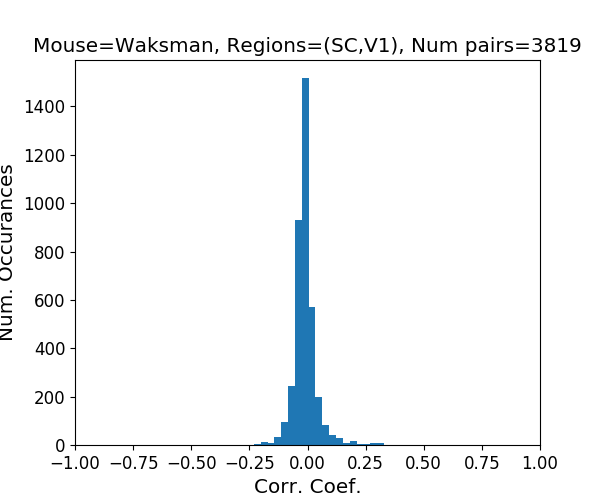 Mouse=Waksman, Regions=(SC,V1), Num pairs=3819
Num. Occurances
1400
1200
1000
800
600
400
200
0
−1.00 −0.75 −0.50 −0.25 0.00 0.25 0.50 0.75 1.00
Corr. Coef.